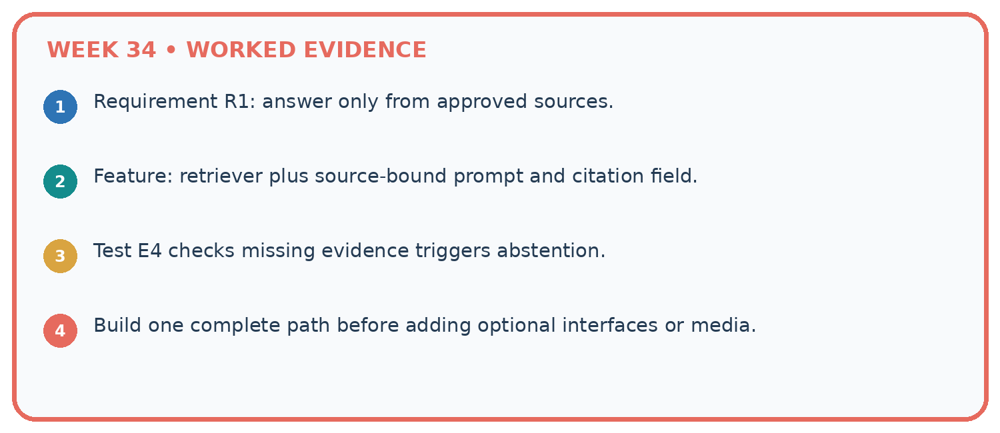 WEEK 34 • WORKED EVIDENCE
1 Requirement R1: answer only from approved sources.
2 Feature: retriever plus source-bound prompt and citation field.
3 Test E4 checks missing evidence triggers abstention.
4 Build one complete path before adding optional interfaces or media.